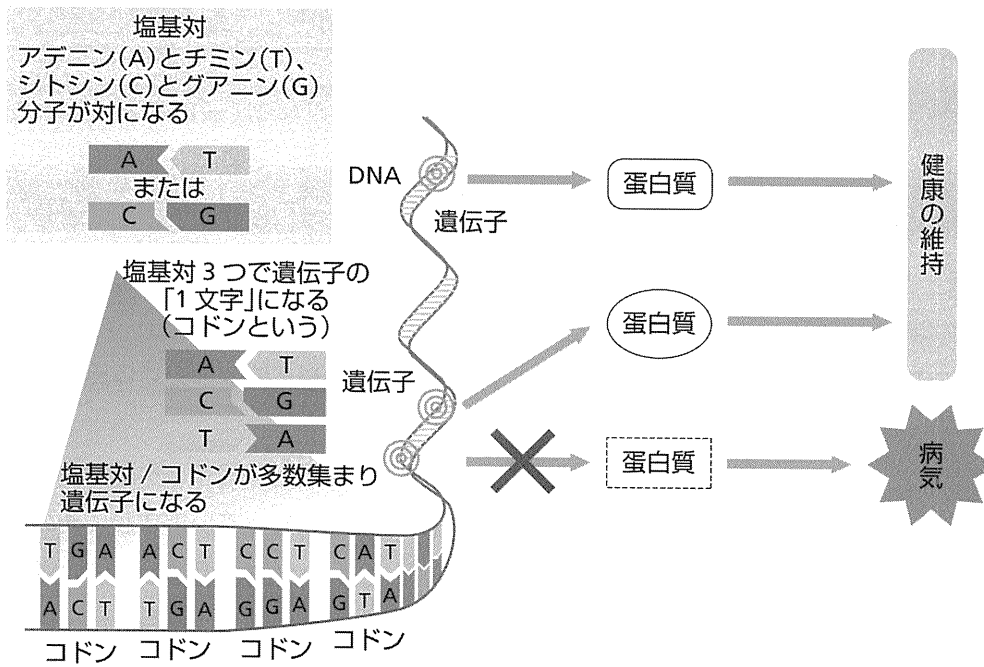 塩基対
アデニン(A)とチミン(T)、
シトシン(C)とグアニン(G)
分子が対になる
A T
または
C G
DNA
遺伝子
蛋白質
健康の維持
塩基対3つで遺伝子の
「1文字」になる
(コドンという)
A T
C G
T A
遺伝子
蛋白質
蛋白質
病気
塩基対/コドンが多数集まり
遺伝子になる
T G A A C T C C T C A T
A C T T G A G G A G T A
コドン コドン コドン コドン